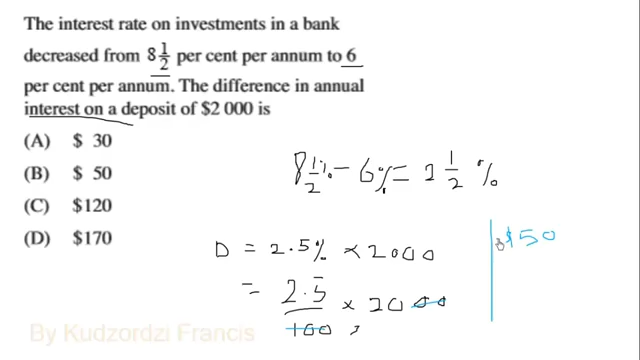 The interest rate on investments in a bank
decreased from 8 1/2 per cent per annum to 6
per cent per annum. The difference in annual
interest on a deposit of $2 000 is
(A) $ 30
(B) $ 50
(C) $120
(D) $170
8 1/2 % - 6% = 2 1/2 %
D = 2.5% × 2000
= 2.5/100 × 2000
$50
By Kudzordzi Francis